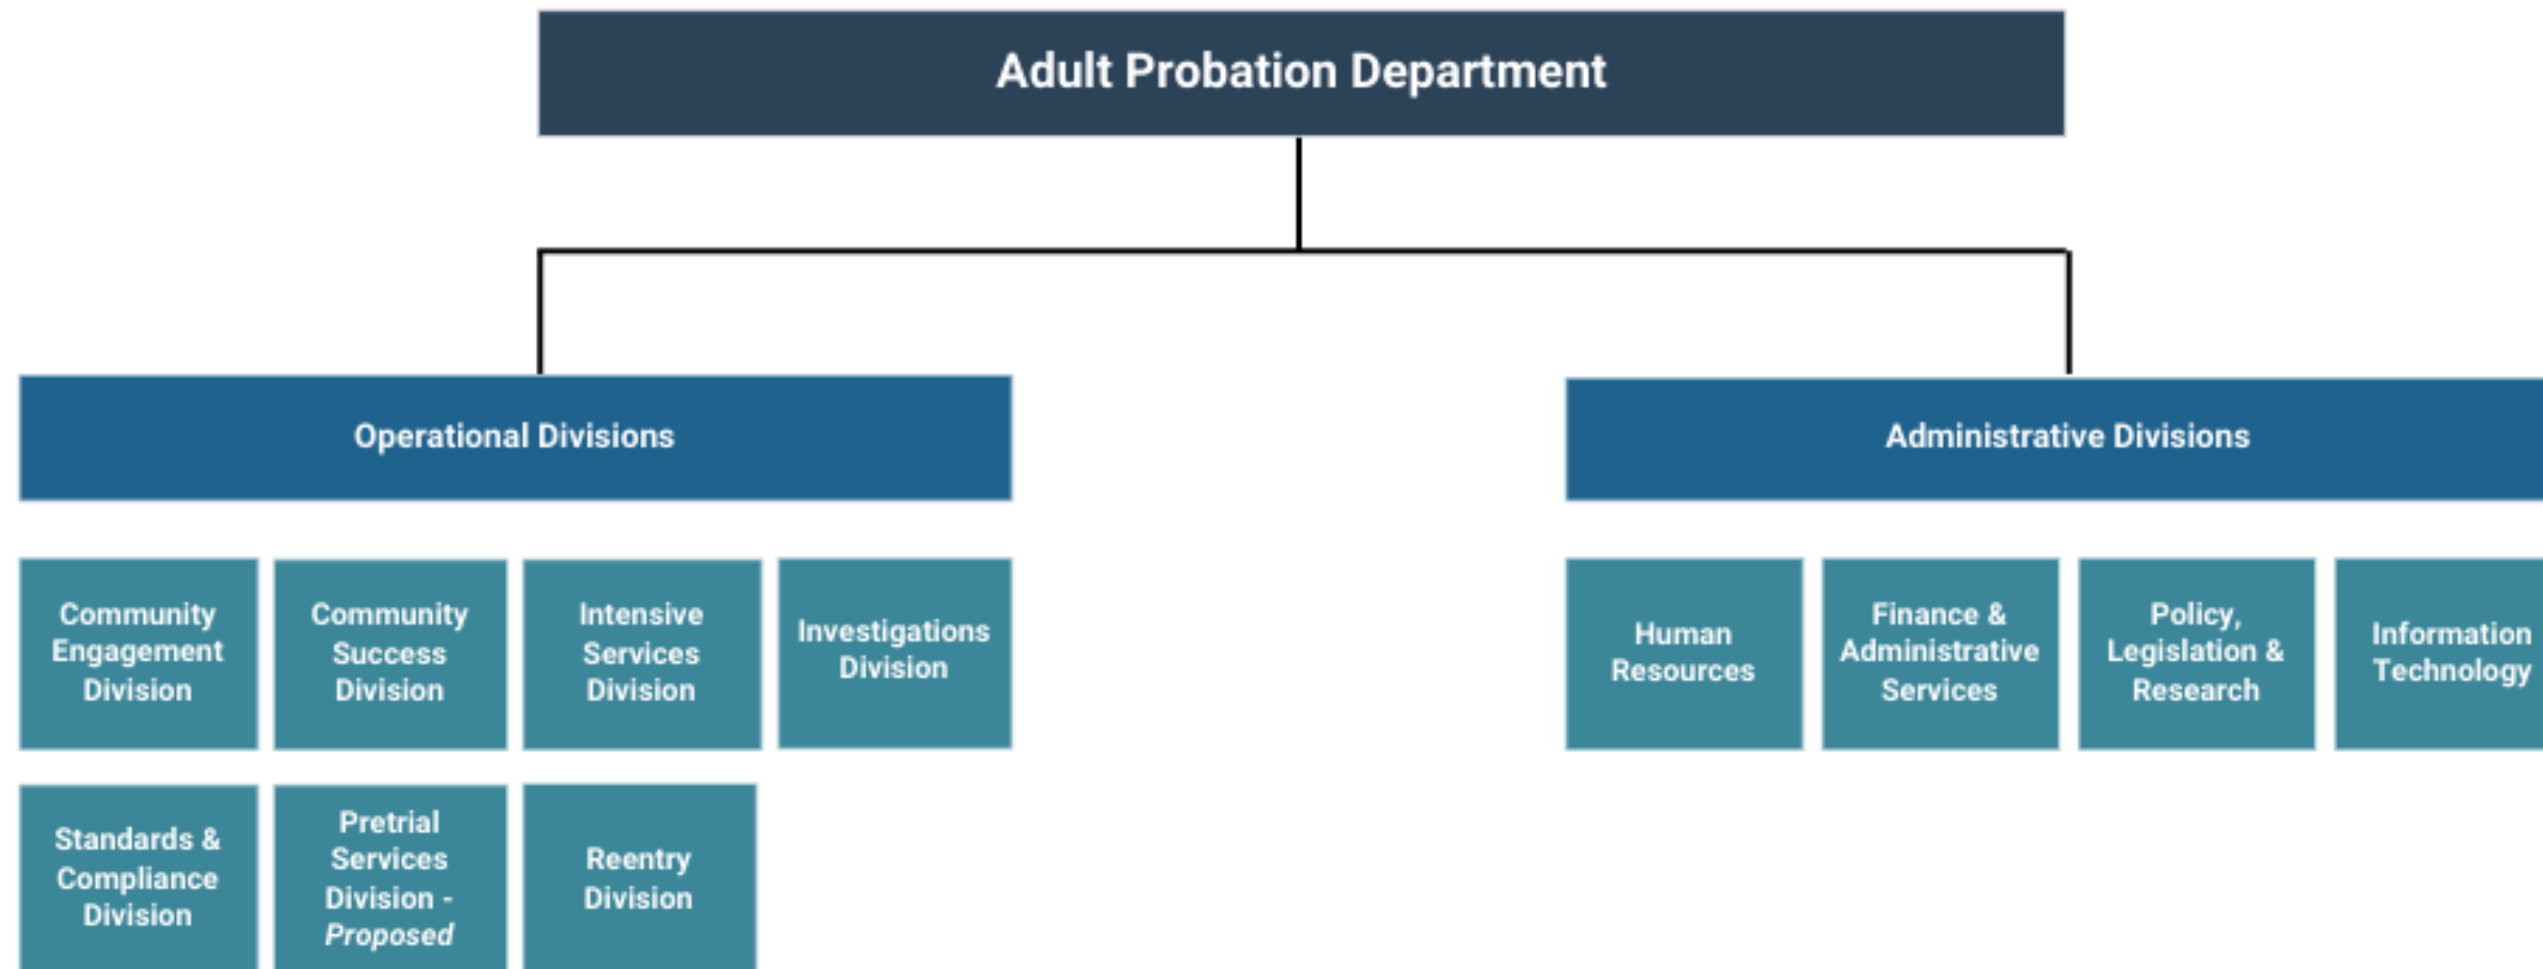 Adult Probation Department
Operational Divisions
Administrative Divisions
Community
Engagement
Division
Community
Success
Division
Intensive
Services
Division
Investigations
Division
Human
Resources
Finance &
Administrative
Services
Policy,
Legislation &
Research
Information
Technology
Standards &
Compliance
Division
Pretrial
Services
Division -
Proposed
Reentry
Division